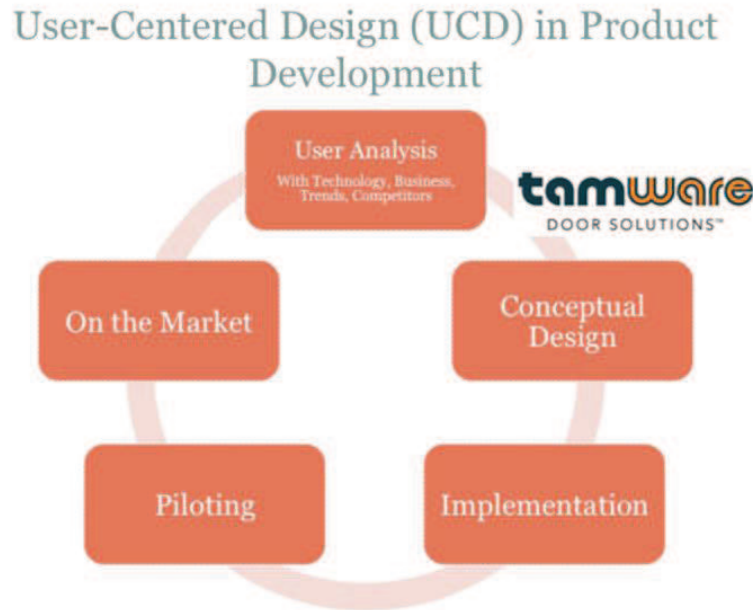 User-Centered Design (UCD) in Product
Development
User Analysis
With Technology, Business,
Trends, Competitors
tamware
DOOR SOLUTIONS™
On the Market
Conceptual
Design
Piloting
Implementation